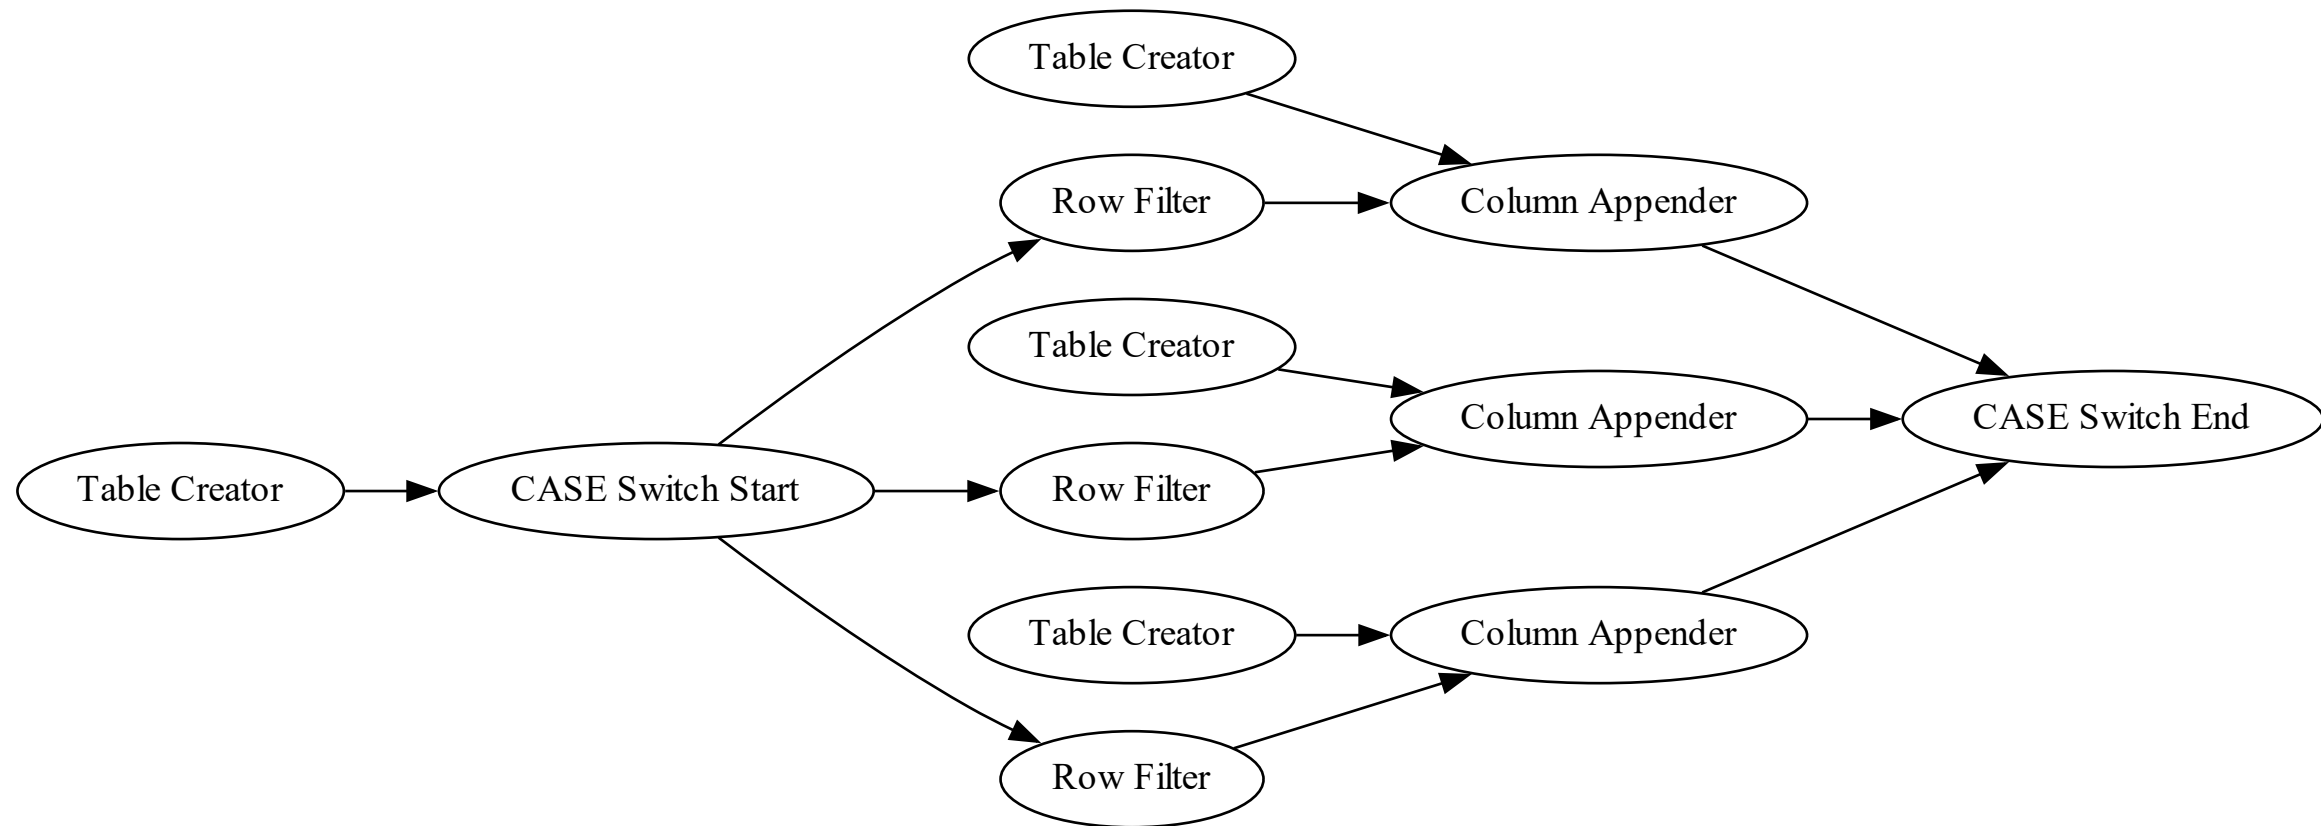 Table Creator
Row Filter
Column Appender
Table Creator
Column Appender
CASE Switch End
Table Creator
CASE Switch Start
Row Filter
Table Creator
Column Appender
Row Filter